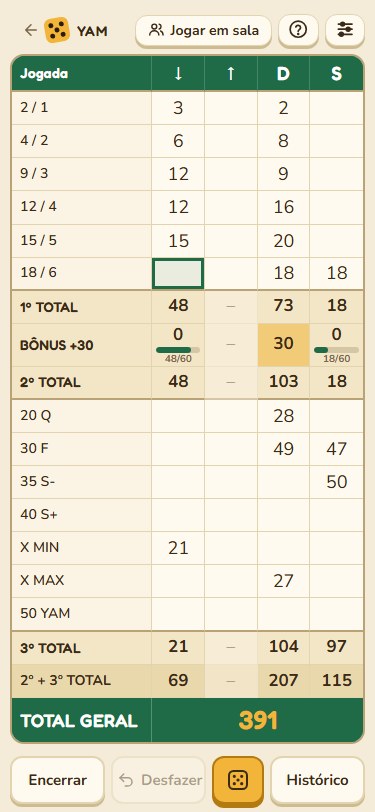 ← YAM Jogar em sala ?
Jogada ↓ ↑ D S
2 / 1 3 2
4 / 2 6 8
9 / 3 12 9
12 / 4 12 16
15 / 5 15 20
18 / 6 18 18
1º TOTAL 48 – 73 18
BÔNUS +30 0 48/60 – 30 0 18/60
2º TOTAL 48 – 103 18
20 Q 28
30 F 49 47
35 S- 50
40 S+
X MIN 21
X MAX 27
50 YAM
3º TOTAL 21 – 104 97
2º + 3º TOTAL 69 – 207 115
TOTAL GERAL 391
Encerrar Desfazer Histórico